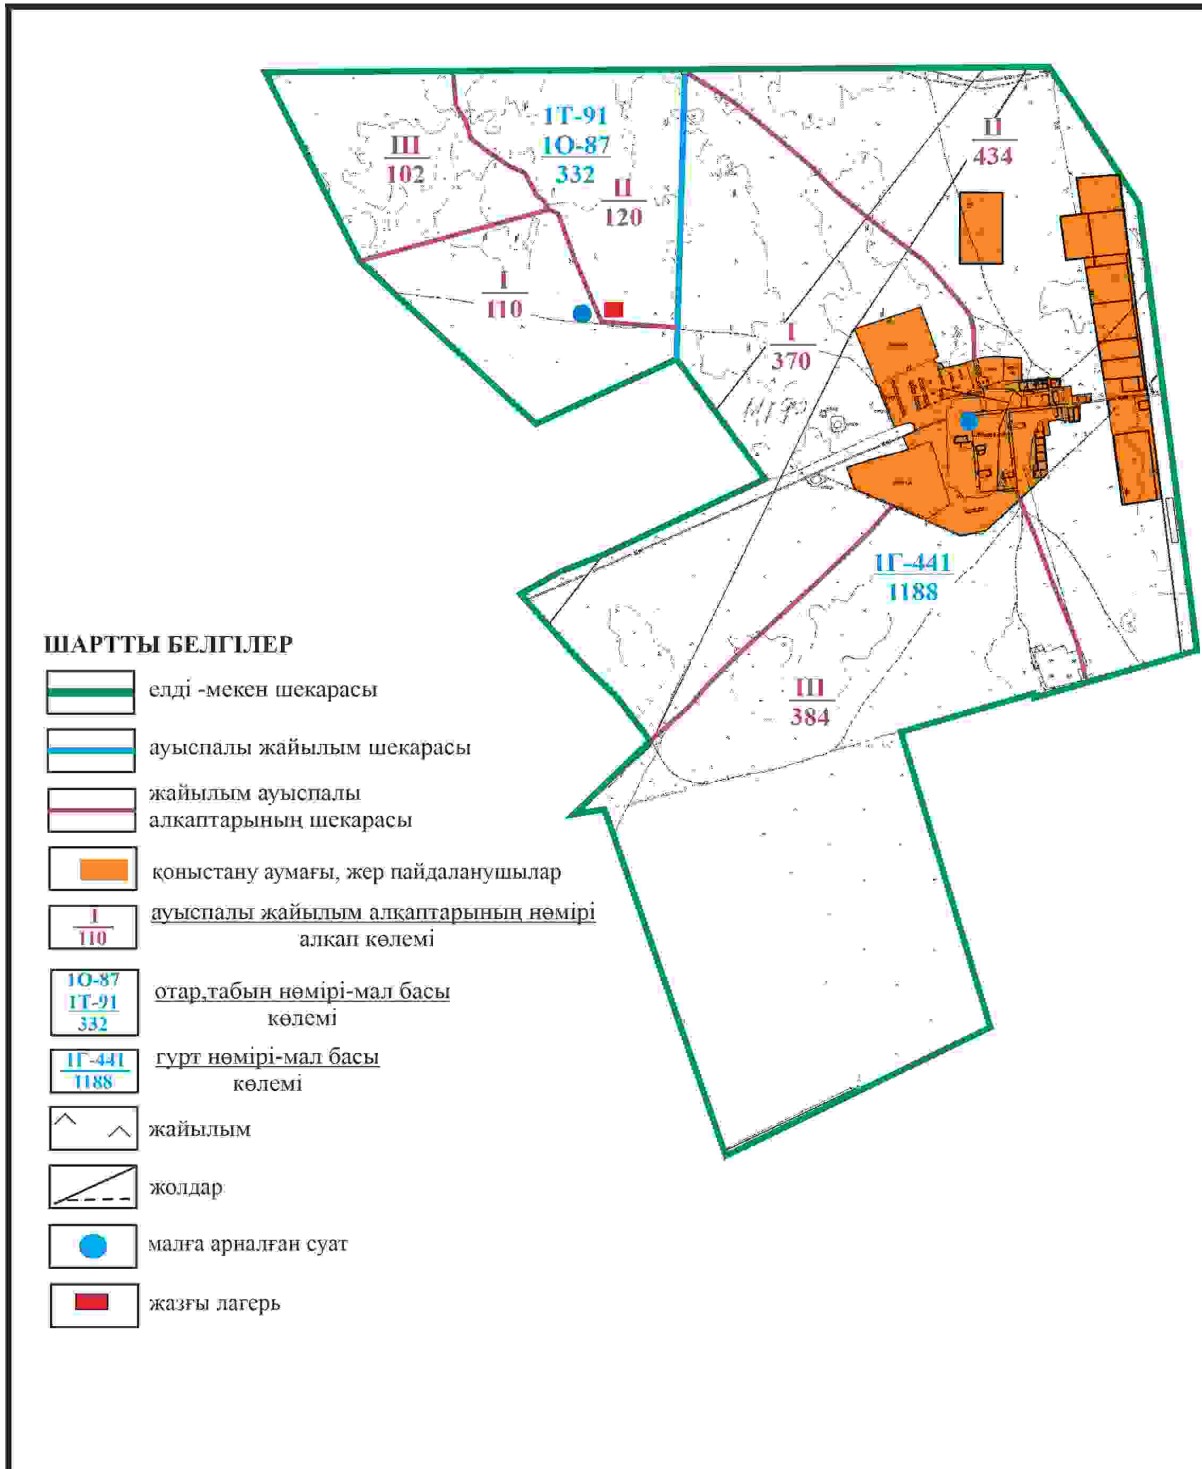 1Т-91
1О-87
332
III
102
II
120
I
110
II
434
I
370
1Г-441
1188
III
384
ШАРТТЫ БЕЛГІЛЕР
елді -мекен шекарасы
ауыспалы жайылым шекарасы
жайылым ауыспалы
алқаптарының шекарасы
қоныстану аумағы, жер пайдаланушылар
I
110
ауыспалы жайылым алқаптарының нөмірі
алқап көлемі
1О-87
1Т-91
332
отар,табын нөмірі-мал басы
көлемі
1Г-441
1188
гурт нөмірі-мал басы
көлемі
жайылым
жолдар
малға арналған суат
жазғы лагерь